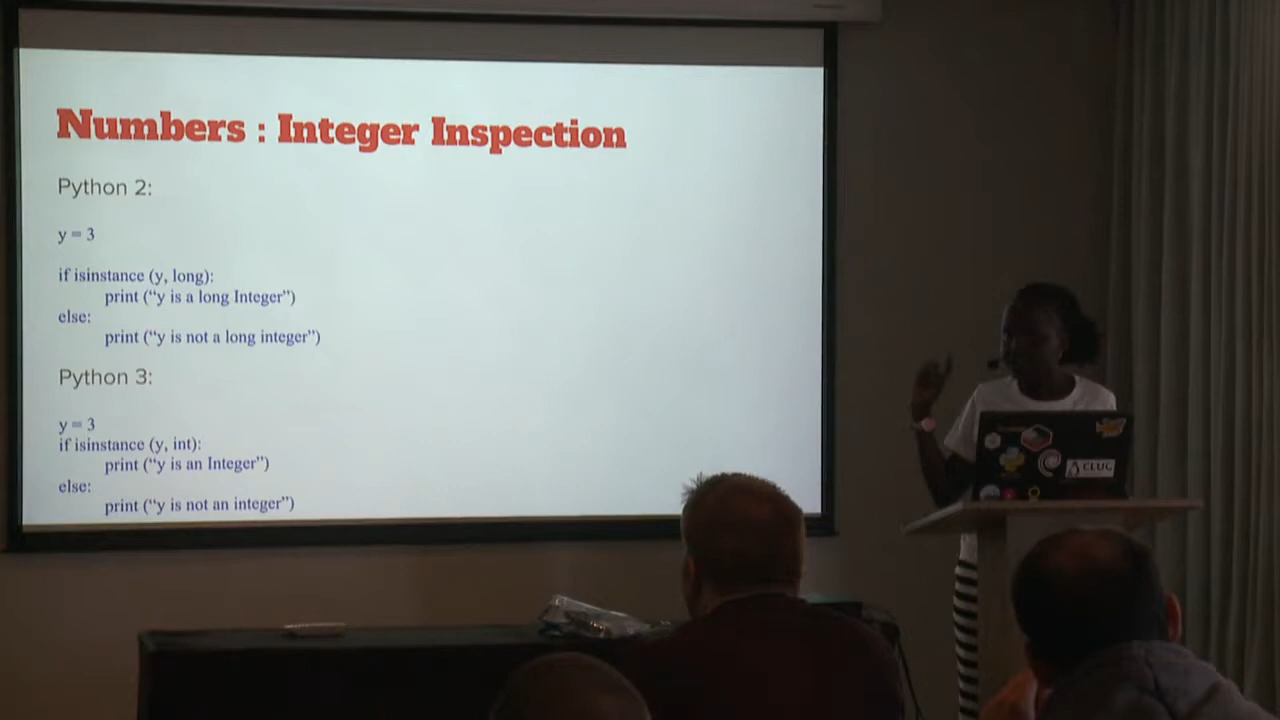 Numbers : Integer Inspection
Python 2:
y = 3
if isinstance (y, long):
print (“y is a long Integer”)
else:
print (“y is not a long integer”)
Python 3:
y = 3
if isinstance (y, int):
print (“y is an Integer”)
else:
print (“y is not an integer”)
CLUG